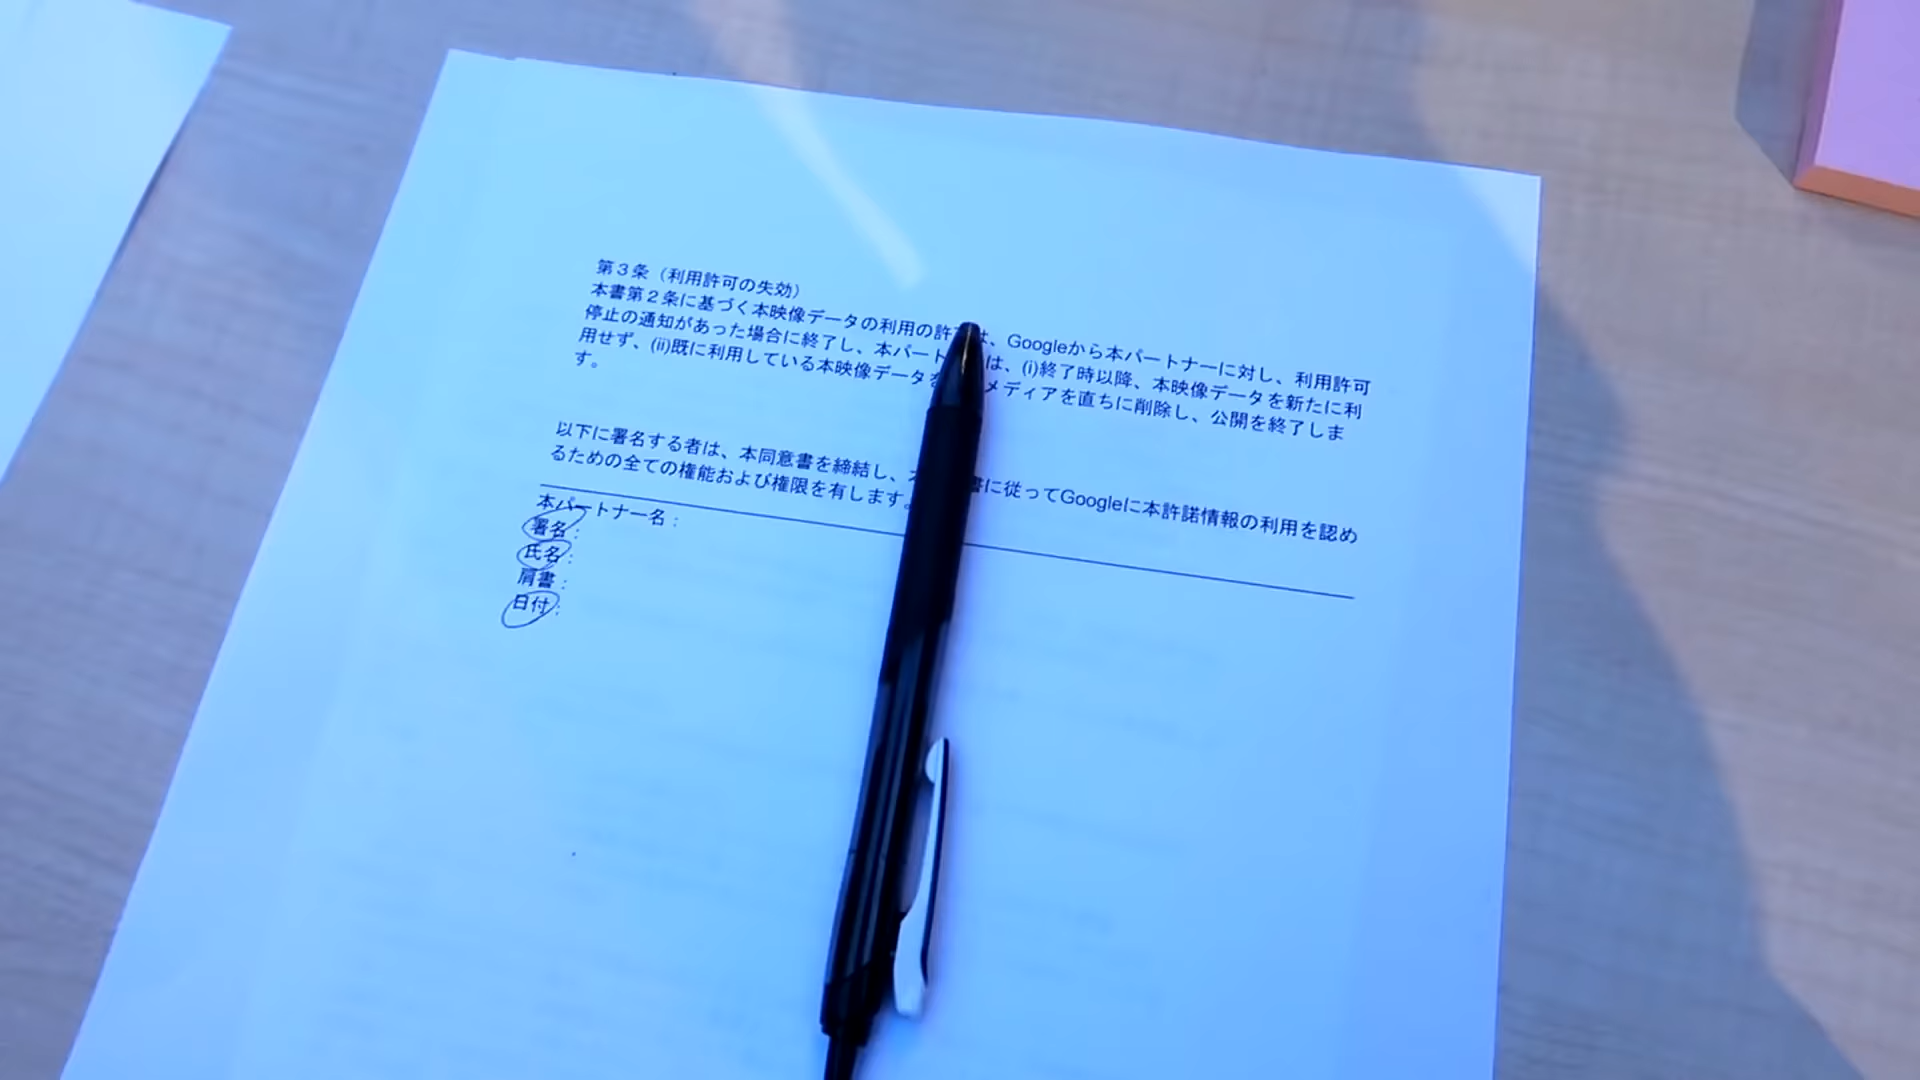 第３条（利用許可の失効）
本書第２条に基づく本映像データの利用の許 は、Googleから本パートナーに対し、利用許可
停止の通知があった場合に終了し、本パート は、(i)終了時以降、本映像データを新たに利
用せず、(ii)既に利用している本映像データを メディアを直ちに削除し、公開を終了しま
す。
以下に署名する者は、本同意書を締結し、 書に従ってGoogleに本許諾情報の利用を認め
るための全ての権能および権限を有します。
本パートナー名：
署名：
氏名：
肩書：
日付：